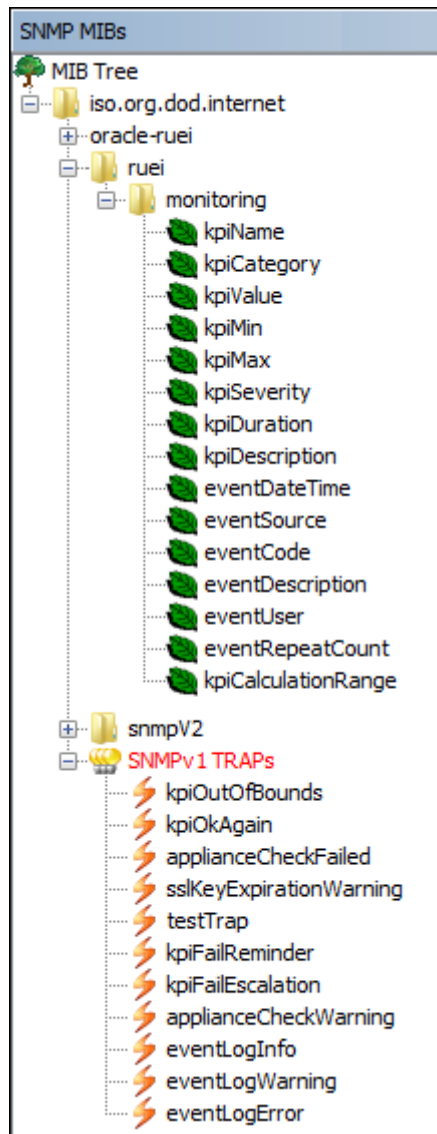 SNMP MIBs
MIB Tree
iso.org.dod.internet
oracle-ruei
ruei
monitoring
kpiName
kpiCategory
kpiValue
kpiMin
kpiMax
kpiSeverity
kpiDuration
kpiDescription
eventDateTime
eventSource
eventCode
eventDescription
eventUser
eventRepeatCount
kpiCalculationRange
snmpV2
SNMPv1 TRAPs
kpiOutOfBounds
kpiOkAgain
applianceCheckFailed
sslKeyExpirationWarning
testTrap
kpiFailReminder
kpiFailEscalation
applianceCheckWarning
eventLogInfo
eventLogWarning
eventLogError